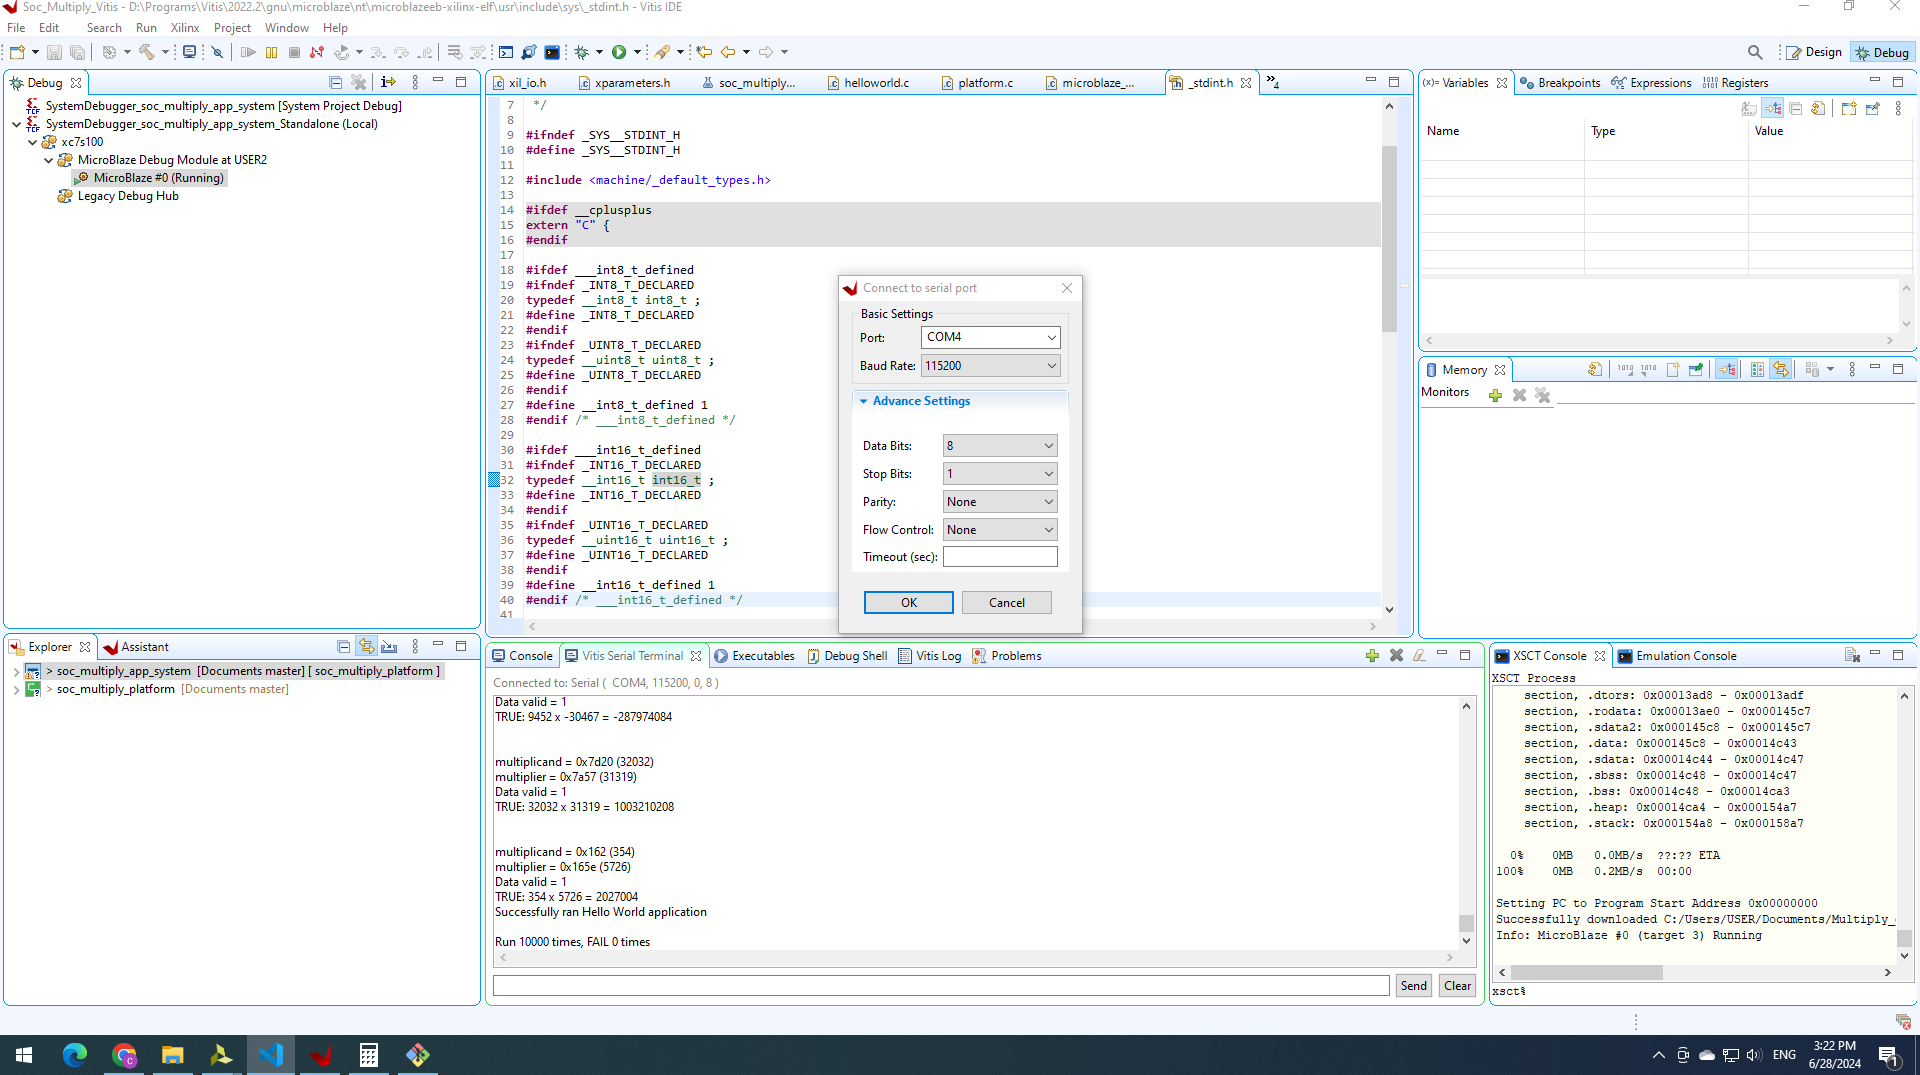 Soc_Multiply_Vitis - D:\Programs\Vitis\2022.2\gnu\microblaze\nt\microblazeeb-xilinx-elf\usr\include\sys\_stdint.h - Vitis IDE
File Edit Search Run Xilinx Project Window Help
Design
Debug
Debug
SystemDebugger_soc_multiply_app_system [System Project Debug]
SystemDebugger_soc_multiply_app_system_Standalone (Local)
xc7s100
MicroBlaze Debug Module at USER2
MicroBlaze #0 (Running)
Legacy Debug Hub
xil_io.h xparameters.h soc_multiply... helloworld.c platform.c microblaze_... _stdint.h »4
7 */
8
9 #ifndef _SYS__STDINT_H
10 #define _SYS__STDINT_H
11
12 #include <machine/_default_types.h>
13
14 #ifdef __cplusplus
15 extern "C" {
16 #endif
17
18 #ifdef ___int8_t_defined
19 #ifndef _INT8_T_DECLARED
20 typedef __int8_t int8_t ;
21 #define _INT8_T_DECLARED
22 #endif
23 #ifndef _UINT8_T_DECLARED
24 typedef __uint8_t uint8_t ;
25 #define _UINT8_T_DECLARED
26 #endif
27 #define __int8_t_defined 1
28 #endif /* ___int8_t_defined */
29
30 #ifdef ___int16_t_defined
31 #ifndef _INT16_T_DECLARED
32 typedef __int16_t int16_t ;
33 #define _INT16_T_DECLARED
34 #endif
35 #ifndef _UINT16_T_DECLARED
36 typedef __uint16_t uint16_t ;
37 #define _UINT16_T_DECLARED
38 #endif
39 #define __int16_t_defined 1
40 #endif /* ___int16_t_defined */
41
Connect to serial port
Basic Settings
Port: COM4
Baud Rate: 115200
Advance Settings
Data Bits: 8
Stop Bits: 1
Parity: None
Flow Control: None
Timeout (sec):
OK Cancel
Variables Breakpoints Expressions Registers
Name Type Value
Memory
Monitors
Explorer Assistant
> soc_multiply_app_system [Documents master] [ soc_multiply_platform ]
> soc_multiply_platform [Documents master]
Console Vitis Serial Terminal Executables Debug Shell Vitis Log Problems
Connected to: Serial ( COM4, 115200, 0, 8 )
Data valid = 1
TRUE: 9452 x -30467 = -287974084
multiplicand = 0x7d20 (32032)
multiplier = 0x7a57 (31319)
Data valid = 1
TRUE: 32032 x 31319 = 1003210208
multiplicand = 0x162 (354)
multiplier = 0x165e (5726)
Data valid = 1
TRUE: 354 x 5726 = 2027004
Successfully ran Hello World application
Run 10000 times, FAIL 0 times
Send Clear
XSCT Console Emulation Console
XSCT Process
section, .dtors: 0x00013ad8 - 0x00013adf
section, .rodata: 0x00013ae0 - 0x000145c7
section, .sdata2: 0x000145c8 - 0x000145c7
section, .data: 0x000145c8 - 0x00014c43
section, .sdata: 0x00014c44 - 0x00014c47
section, .sbss: 0x00014c48 - 0x00014c47
section, .bss: 0x00014c48 - 0x00014ca3
section, .heap: 0x00014ca4 - 0x000154a7
section, .stack: 0x000154a8 - 0x000158a7
0% 0MB 0.0MB/s ??:?? ETA
100% 0MB 0.2MB/s 00:00
Setting PC to Program Start Address 0x00000000
Successfully downloaded C:/Users/USER/Documents/Multiply_
Info: MicroBlaze #0 (target 3) Running
xsct%
ENG
3:22 PM
6/28/2024
1